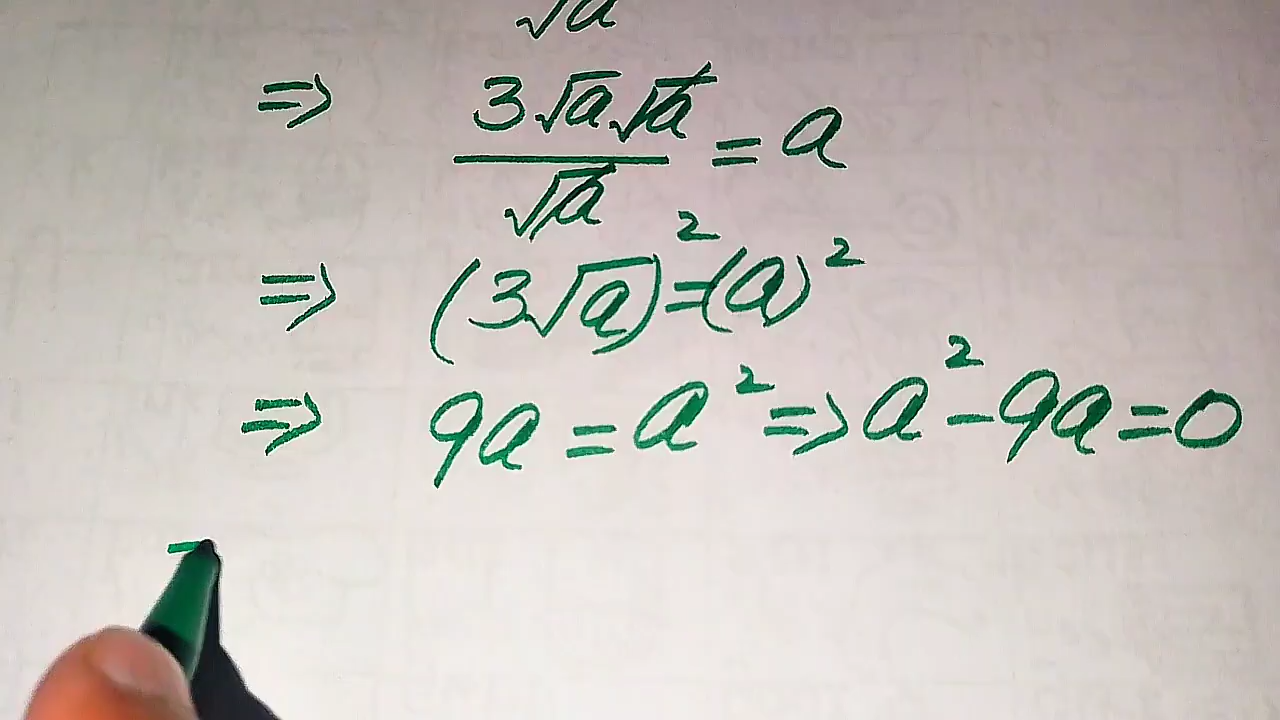 √a
⇒ 3√a√a/√a = a
⇒ (3√a)² = (a)²
⇒ 9a = a² ⇒ a² - 9a = 0